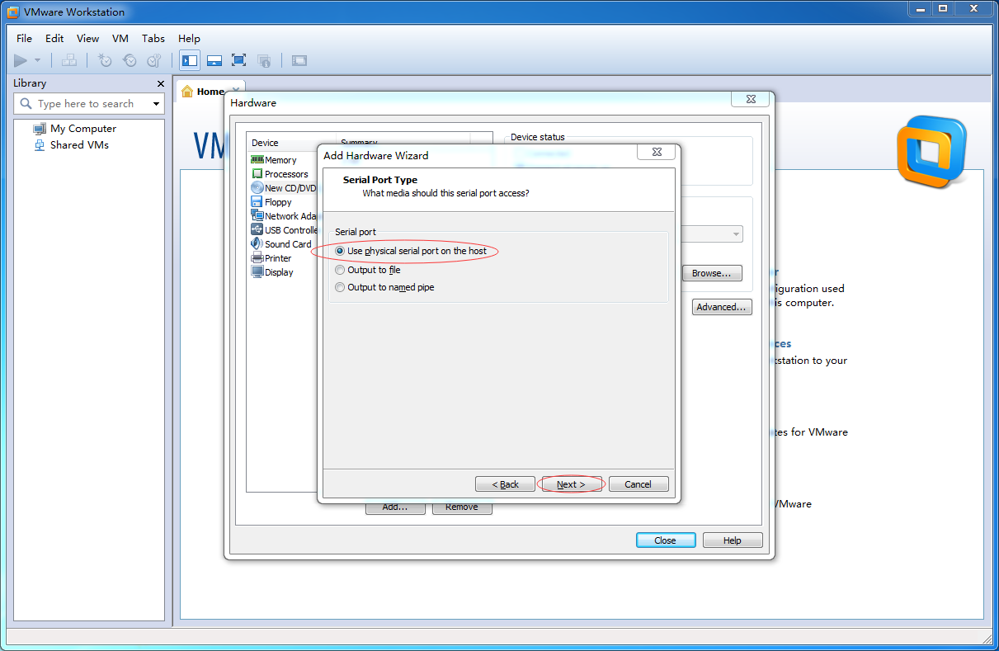 VMware Workstation
File Edit View VM Tabs Help
Library
Type here to search
My Computer
Shared VMs
Home
VM
Hardware
Device Summary
Memory
Processors
New CD/DVD
Floppy
Network Ada
USB Controlle
Sound Card
Printer
Display
Device status
Add Hardware Wizard
Serial Port Type
What media should this serial port access?
Serial port
Use physical serial port on the host
Output to file
Output to named pipe
< Back Next > Cancel
Browse...
Advanced...
Add... Remove
Close Help
r
iguration used
is computer.
ces
kstation to your
tes for VMware
VMware